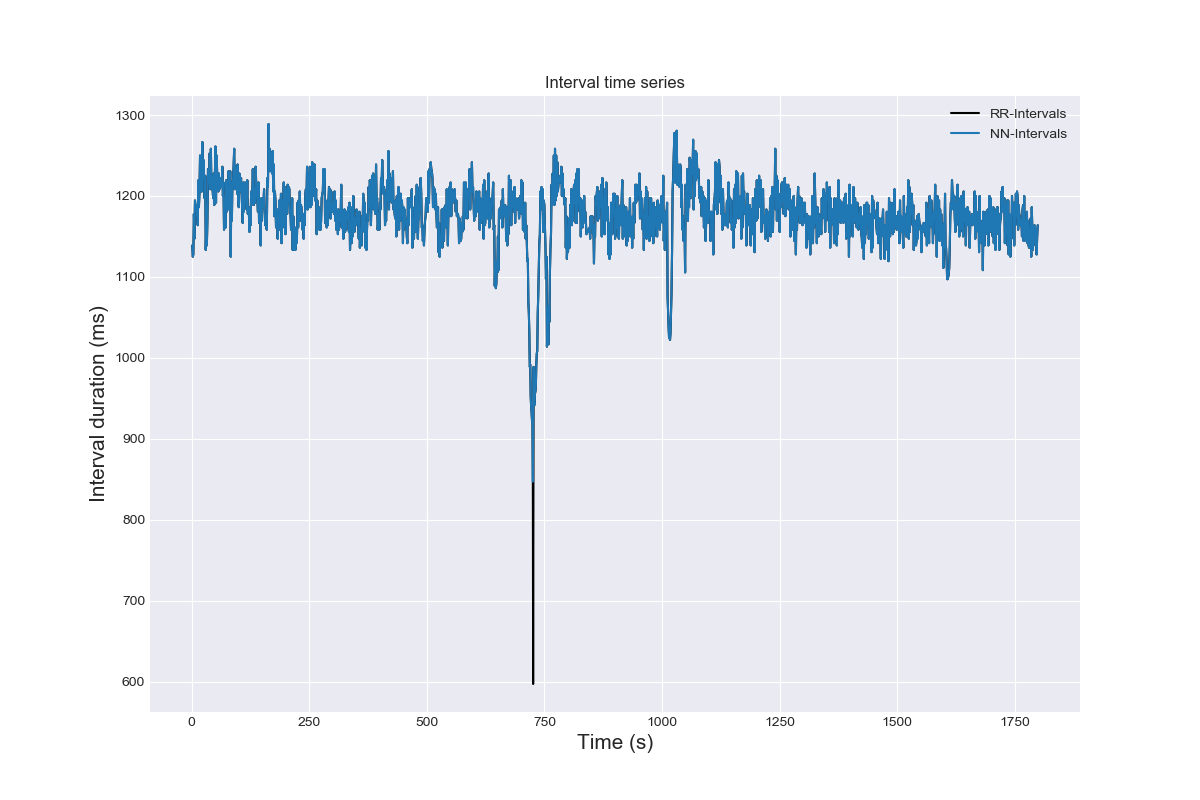 Interval time series
RR-Intervals
NN-Intervals
Interval duration (ms)
1300
1200
1100
1000
900
800
700
600
0 250 500 750 1000 1250 1500 1750
Time (s)